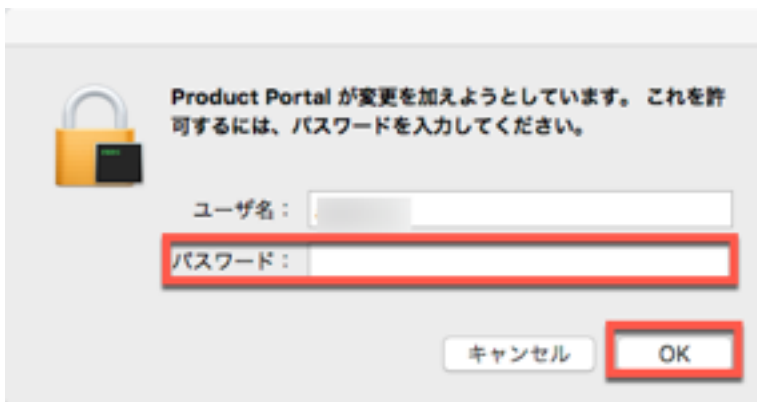 Product Portal が変更を加えようとしています。 これを許
可するには、パスワードを入力してください。
ユーザ名：
パスワード：
キャンセル
OK